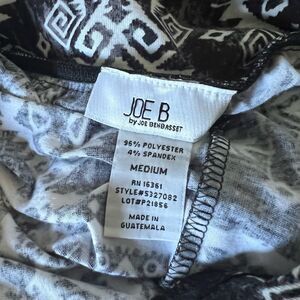 JOE B
by JOE BENBASSET
96% POLYESTER
4% SPANDEX
MEDIUM
RN 16361
STYLE#S327082
LOT#P21856
MADE IN
GUATEMALA